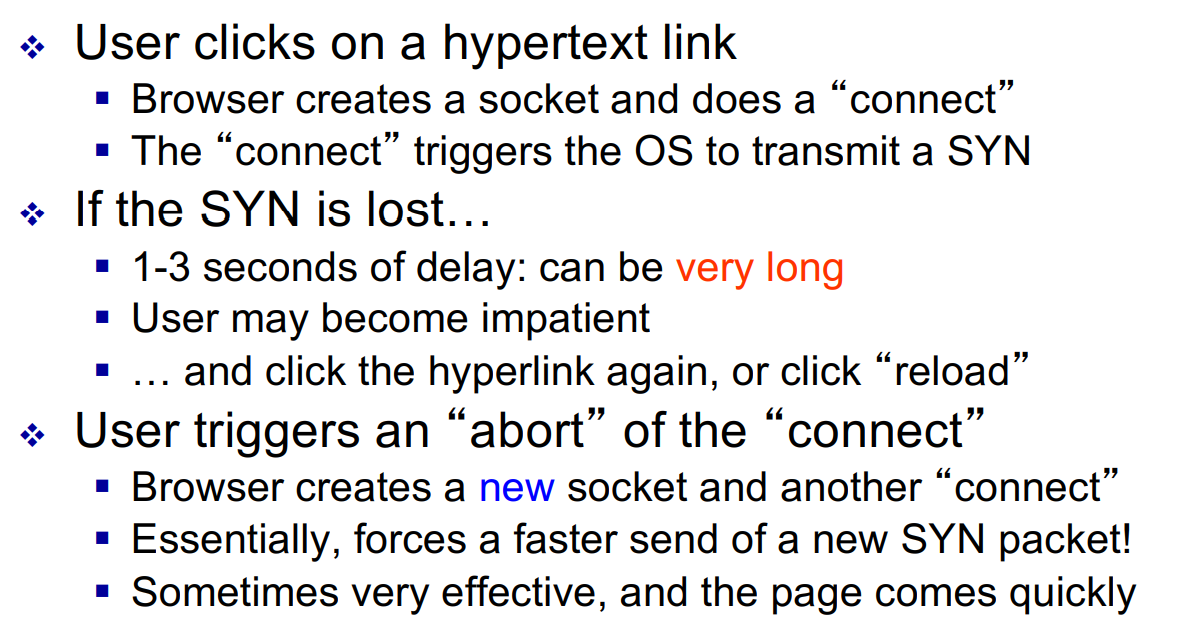 ❖ User clicks on a hypertext link
▪ Browser creates a socket and does a “connect”
▪ The “connect” triggers the OS to transmit a SYN
❖ If the SYN is lost…
▪ 1-3 seconds of delay: can be very long
▪ User may become impatient
▪ … and click the hyperlink again, or click “reload”
❖ User triggers an “abort” of the “connect”
▪ Browser creates a new socket and another “connect”
▪ Essentially, forces a faster send of a new SYN packet!
▪ Sometimes very effective, and the page comes quickly